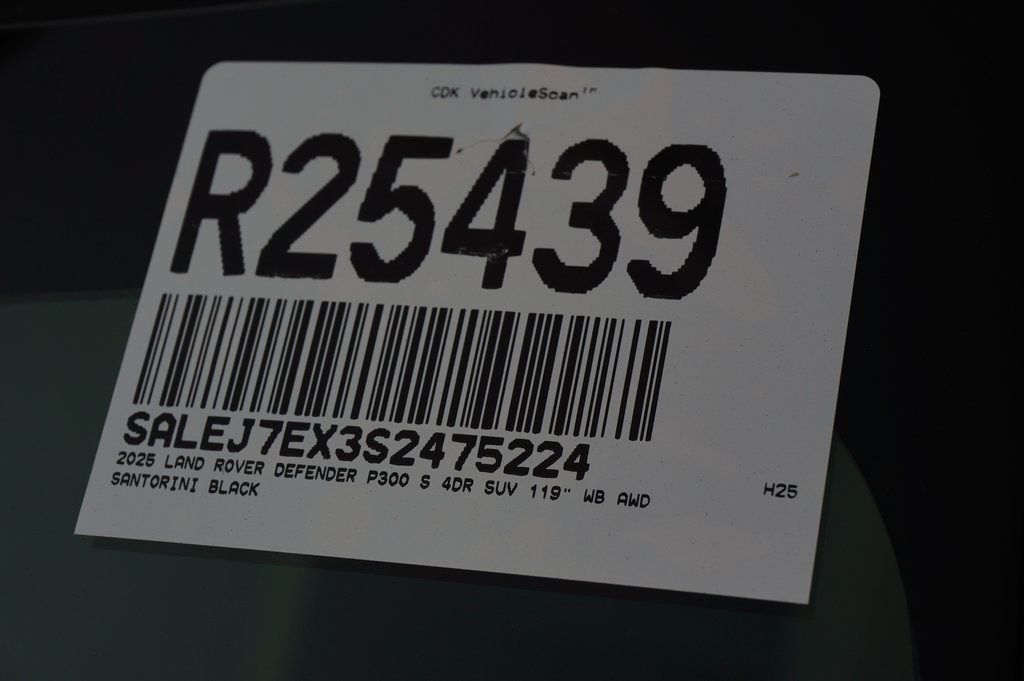 CDK VehicleScan™
R25439
SALEJ7EX3S2475224
2025 LAND ROVER DEFENDER P300 S 4DR SUV 119" WB AWD
SANTORINI BLACK
H25